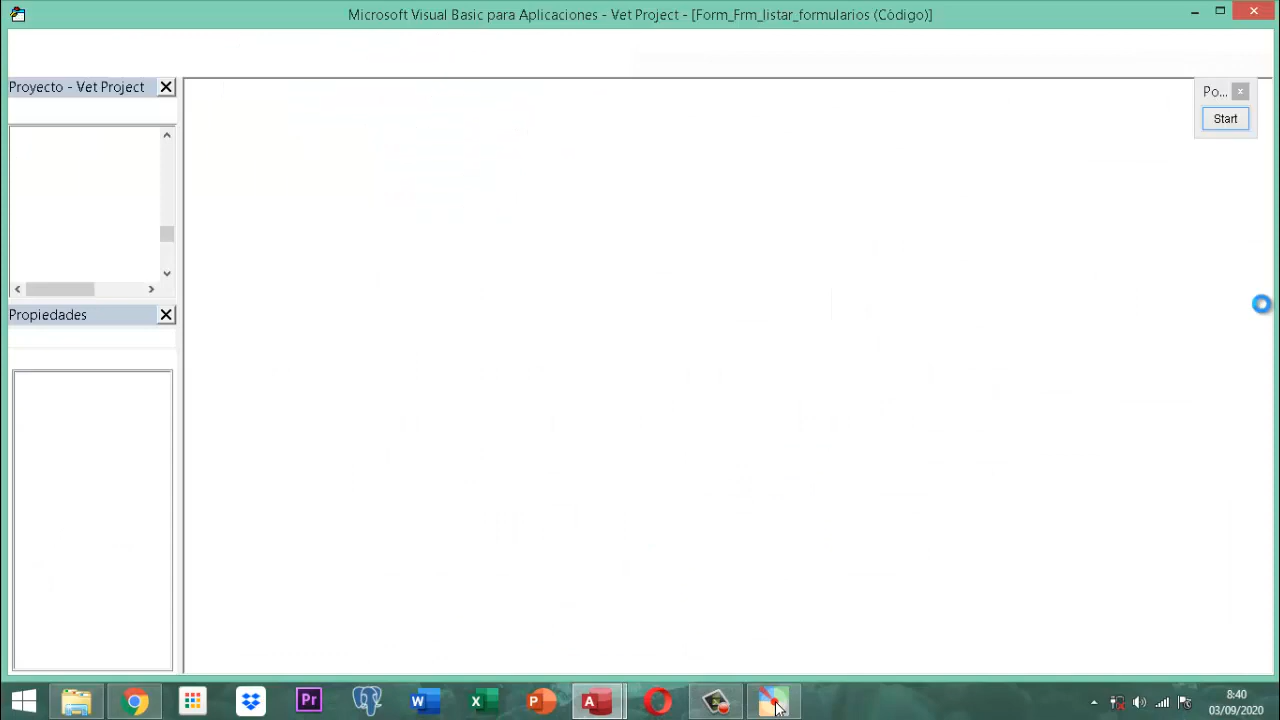 Microsoft Visual Basic para Aplicaciones - Vet Project - [Form_Frm_listar_formularios (Código)]
Proyecto - Vet Project
Po...
Start
Propiedades
Pr
W
X
P
A
8:40
03/09/2020